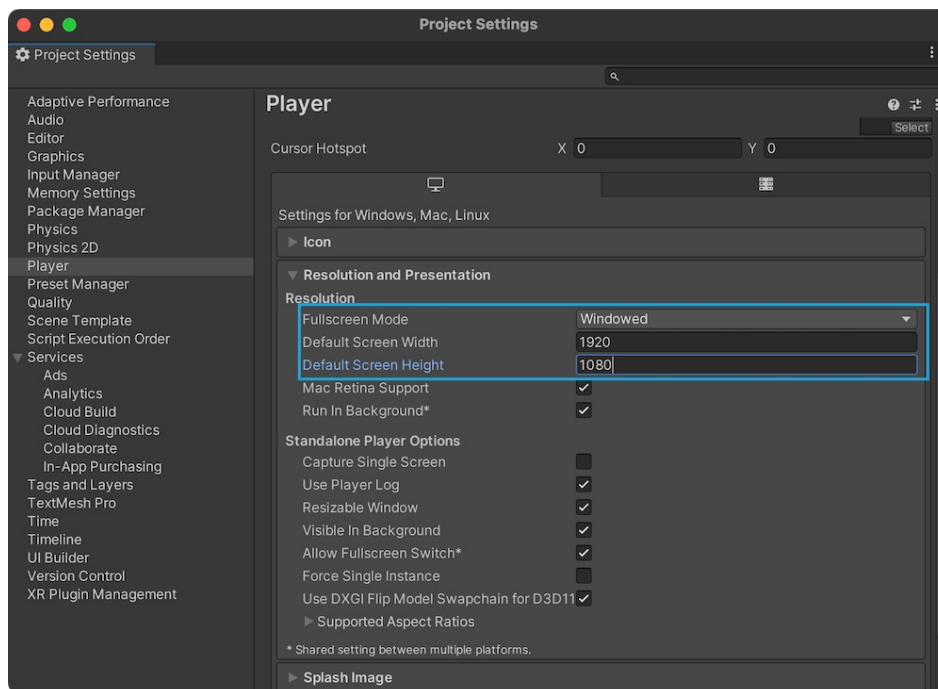 Project Settings
Project Settings
Adaptive Performance
Audio
Editor
Graphics
Input Manager
Memory Settings
Package Manager
Physics
Physics 2D
Player
Preset Manager
Quality
Scene Template
Script Execution Order
Services
Ads
Analytics
Cloud Build
Cloud Diagnostics
Collaborate
In-App Purchasing
Tags and Layers
TextMesh Pro
Time
Timeline
UI Builder
Version Control
XR Plugin Management
Player
Select
Cursor Hotspot X 0 Y 0
Settings for Windows, Mac, Linux
Icon
Resolution and Presentation
Resolution
Fullscreen Mode Windowed
Default Screen Width 1920
Default Screen Height 1080
Mac Retina Support
Run In Background*
Standalone Player Options
Capture Single Screen
Use Player Log
Resizable Window
Visible In Background
Allow Fullscreen Switch*
Force Single Instance
Use DXGI Flip Model Swapchain for D3D11
Supported Aspect Ratios
* Shared setting between multiple platforms.
Splash Image